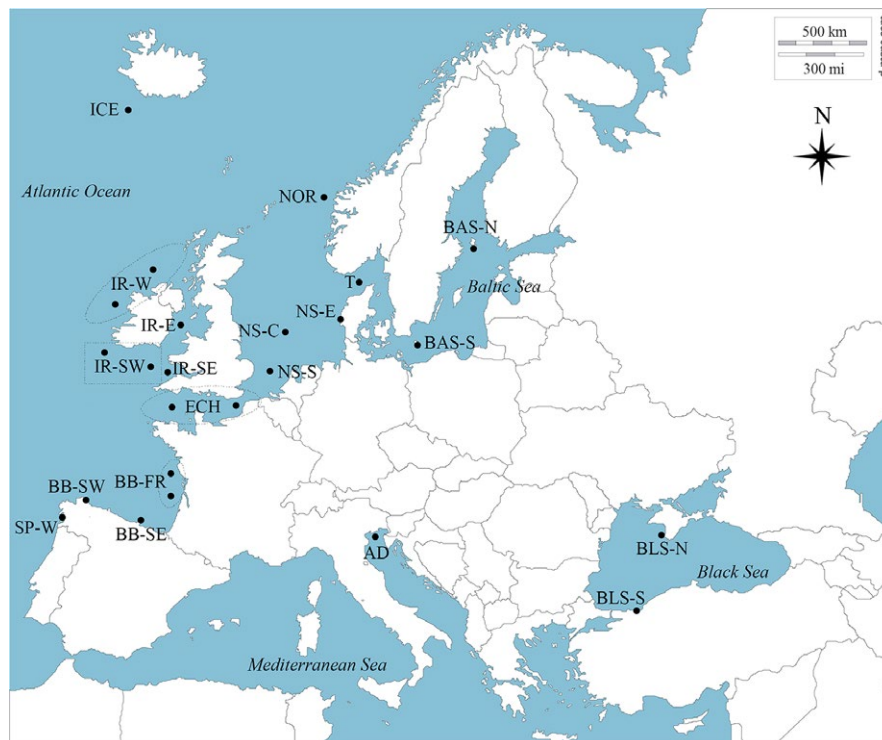 500 km
300 mi
ICE
N
Atlantic Ocean
NOR
BAS-N
IR-W
T
Baltic Sea
NS-E
IR-E
NS-C
BAS-S
IR-SW
IR-SE
NS-S
ECH
BB-FR
BB-SW
SP-W
BB-SE
AD
BLS-N
Black Sea
BLS-S
Mediterranean Sea